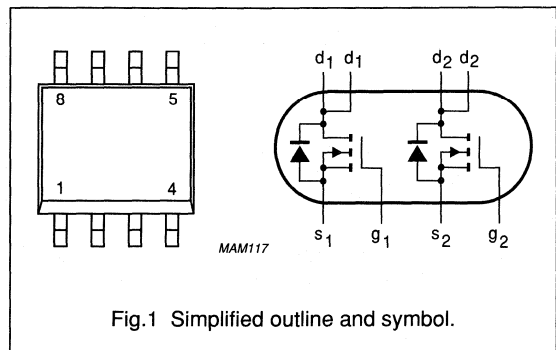 d1 d1 d2 d2
8 5
1 4
s1 g1 s2 g2
MAM117
Fig.1 Simplified outline and symbol.